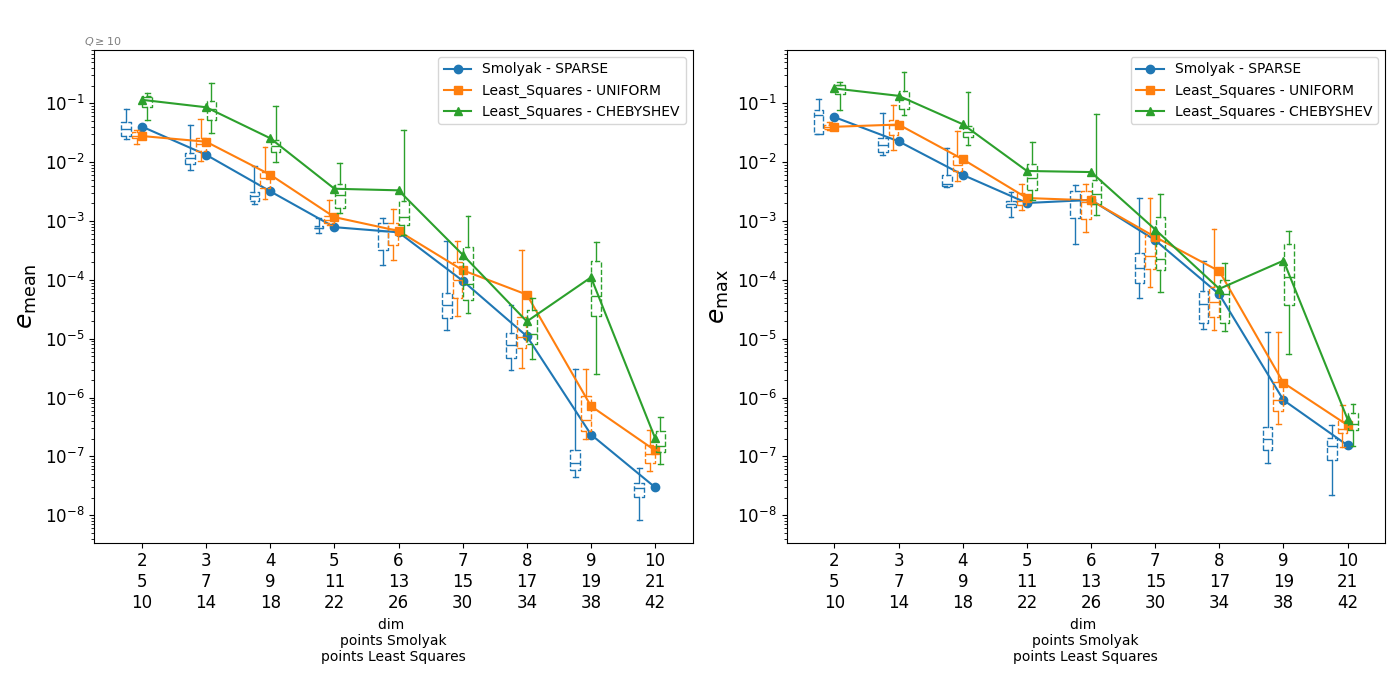 Q ≥ 10
Smolyak - SPARSE
Least_Squares - UNIFORM
Least_Squares - CHEBYSHEV
10⁻¹
10⁻²
10⁻³
10⁻⁴
10⁻⁵
10⁻⁶
10⁻⁷
10⁻⁸
e_mean
2 3 4 5 6 7 8 9 10
5 7 9 11 13 15 17 19 21
10 14 18 22 26 30 34 38 42
dim
points Smolyak
points Least Squares
Smolyak - SPARSE
Least_Squares - UNIFORM
Least_Squares - CHEBYSHEV
10⁻¹
10⁻²
10⁻³
10⁻⁴
10⁻⁵
10⁻⁶
10⁻⁷
10⁻⁸
e_max
2 3 4 5 6 7 8 9 10
5 7 9 11 13 15 17 19 21
10 14 18 22 26 30 34 38 42
dim
points Smolyak
points Least Squares